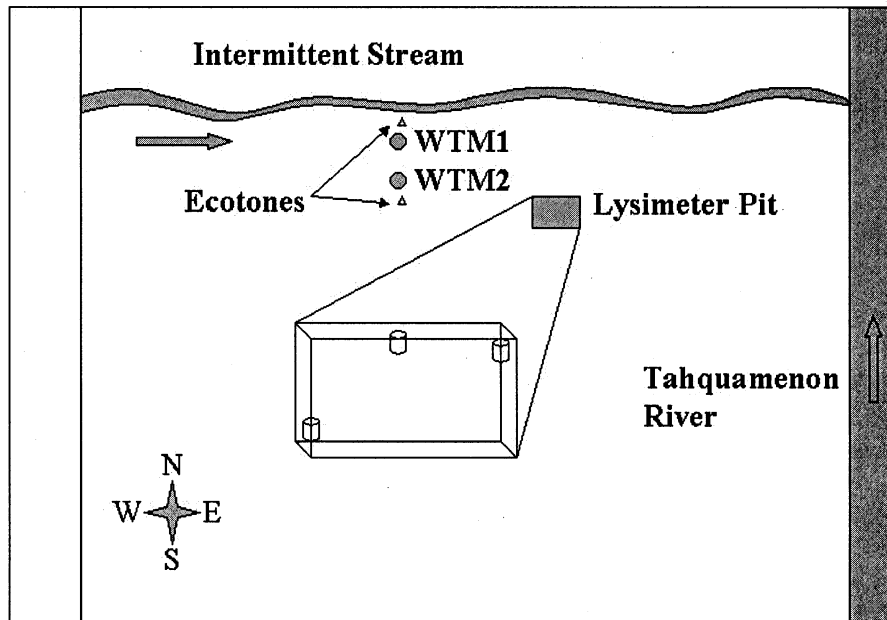 Intermittent Stream
WTM1
WTM2
Ecotones
Lysimeter Pit
Tahquamenon
River
N
W E
S